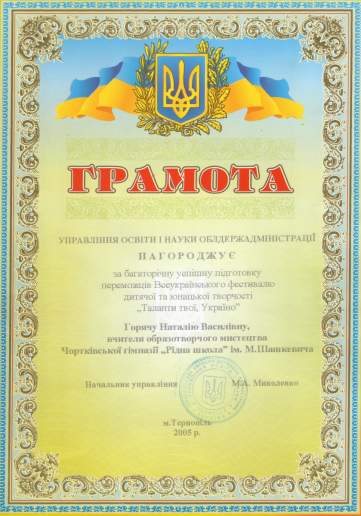 ГРАМОТА
УПРАВЛІННЯ ОСВІТИ І НАУКИ ОБЛДЕРЖАДМІНІСТРАЦІЇ
НАГОРОДЖУЄ
за багаторічну успішну підготовку
переможців Всеукраїнського фестивалю
дитячої та юнацької творчості
„Таланти твої, Україно”
Горячу Наталію Василівну,
вчителя образотворчого мистецтва
Чортківської гімназії „Рідна школа” ім. М.Шашкевича
Начальник управління М.А. Миколенко
м.Тернопіль
2005 р.